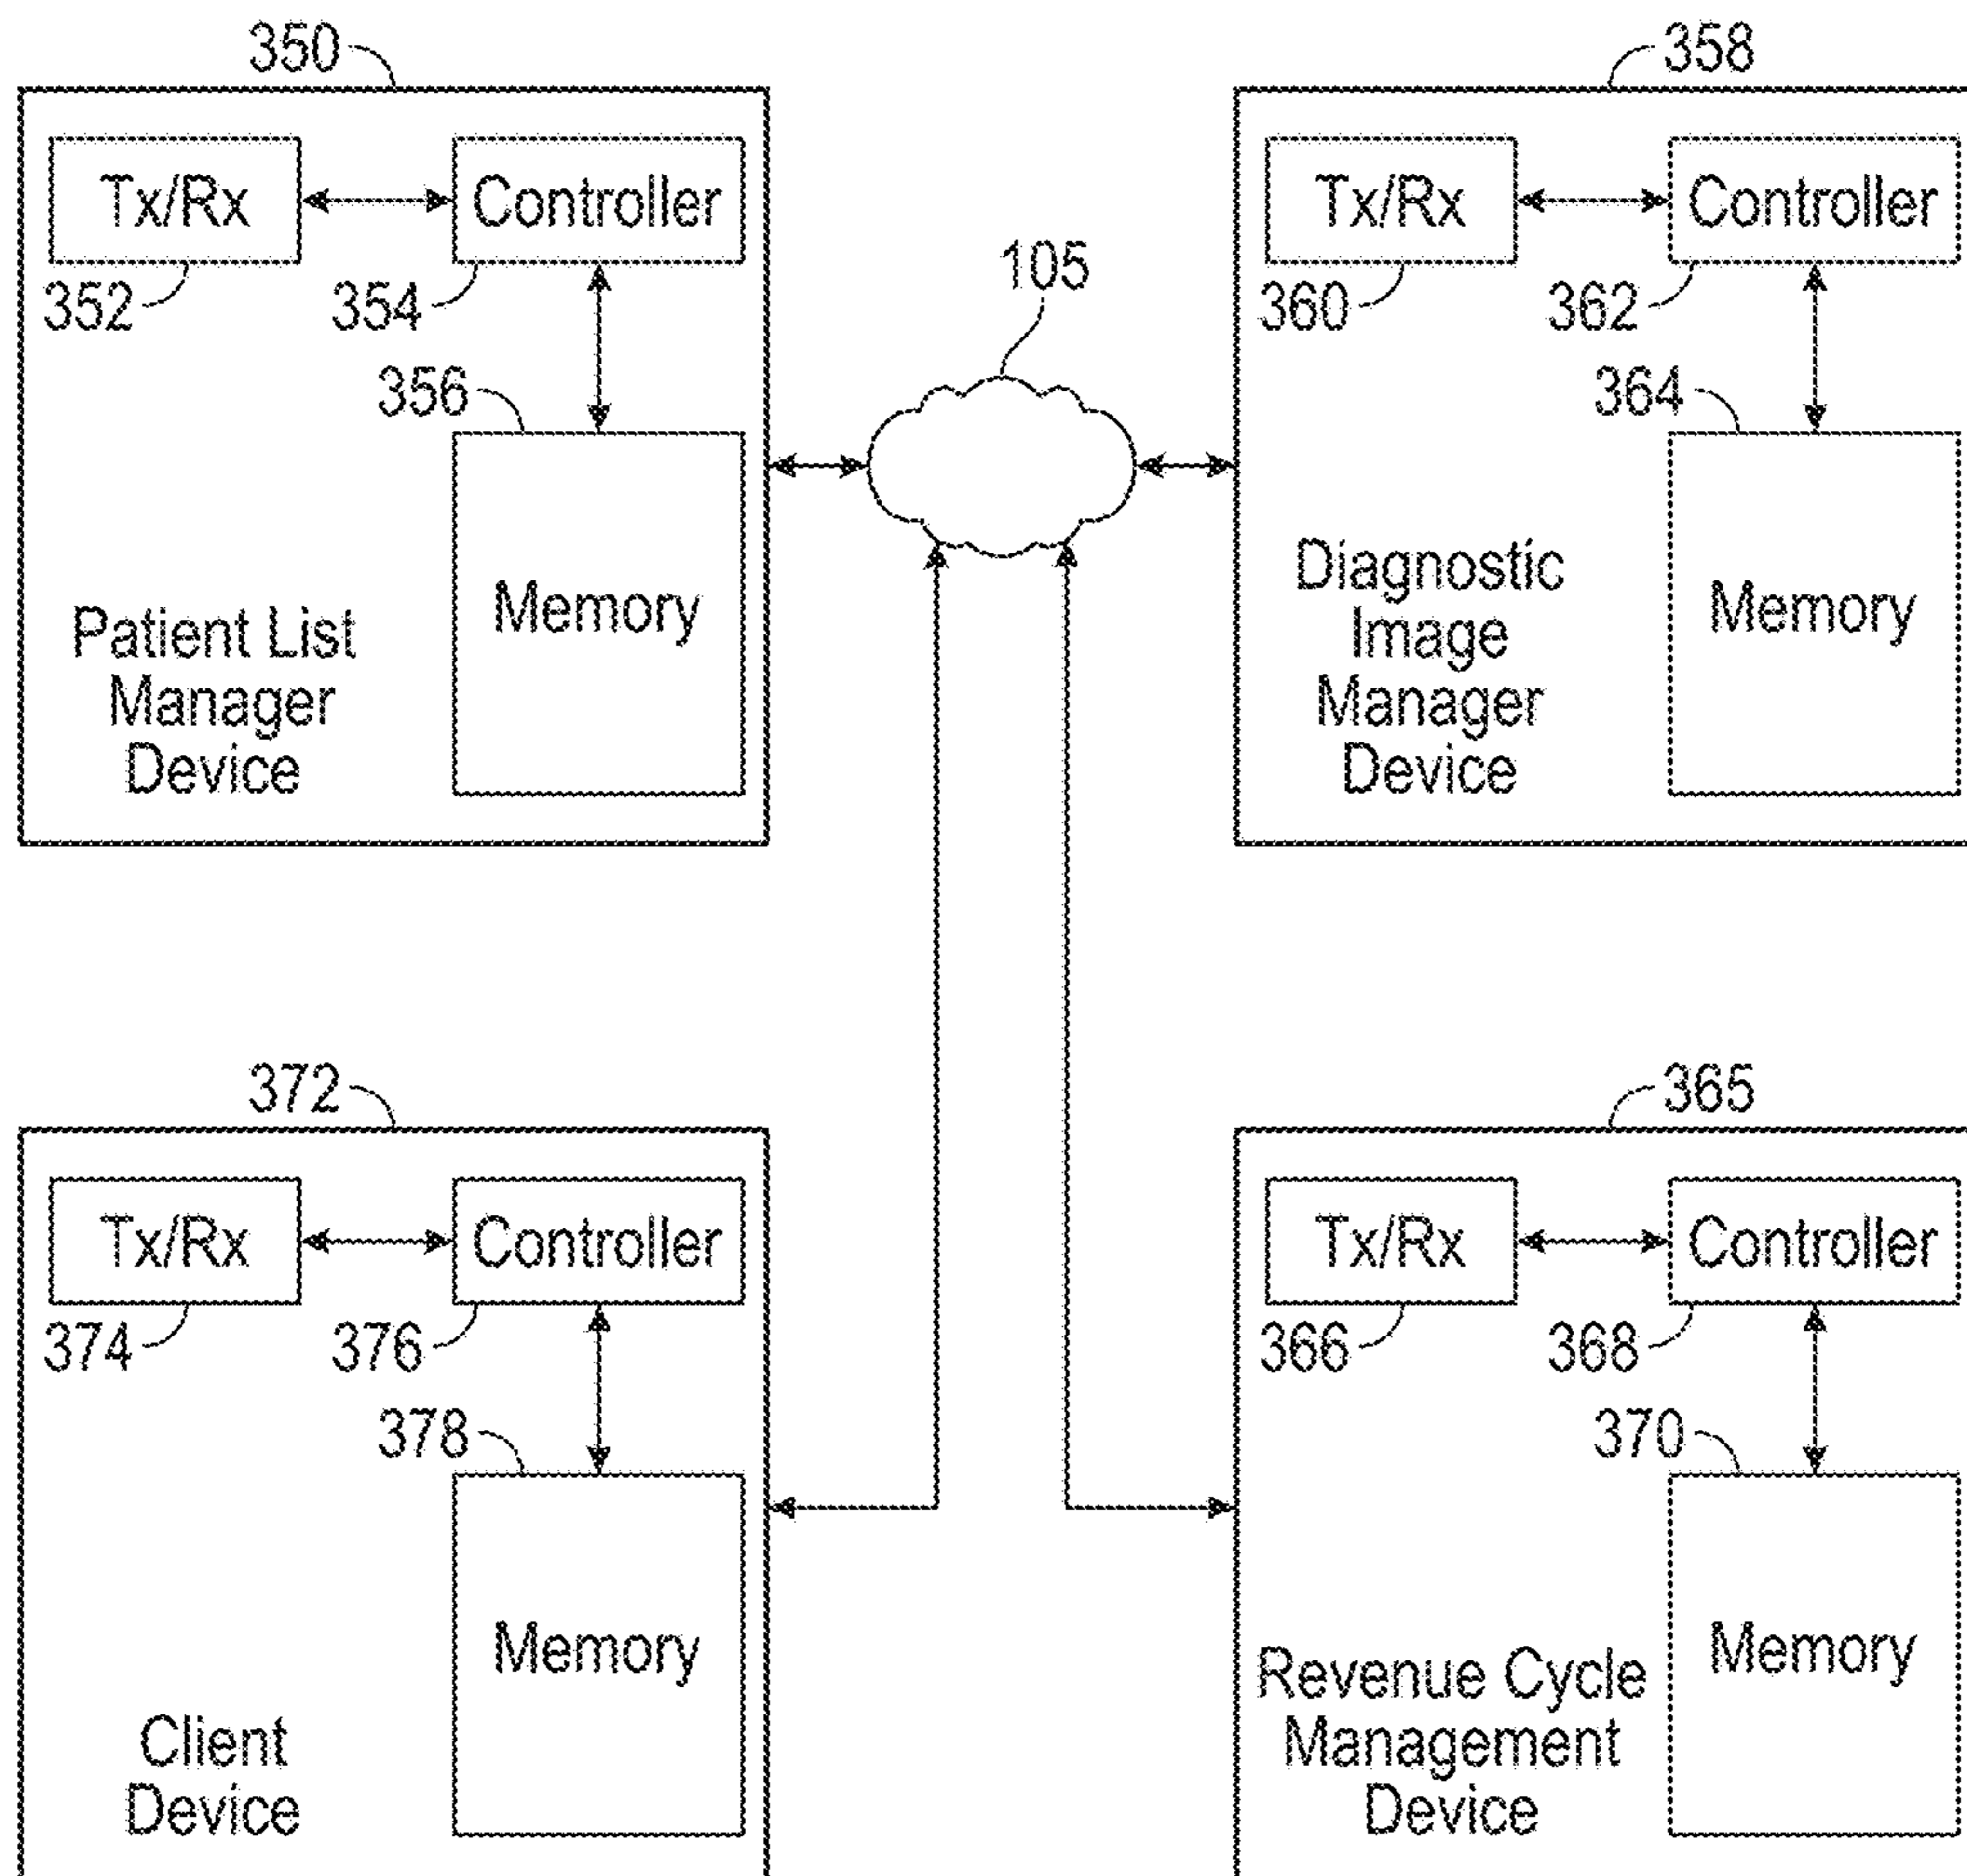 350
Tx/Rx
Controller
352
354
356
Memory
Patient List
Manager
Device
105
358
Tx/Rx
Controller
360
362
364
Diagnostic
Image
Manager
Device
Memory
372
Tx/Rx
Controller
374
376
378
Memory
Client
Device
365
Tx/Rx
Controller
366
368
370
Memory
Revenue Cycle
Management
Device